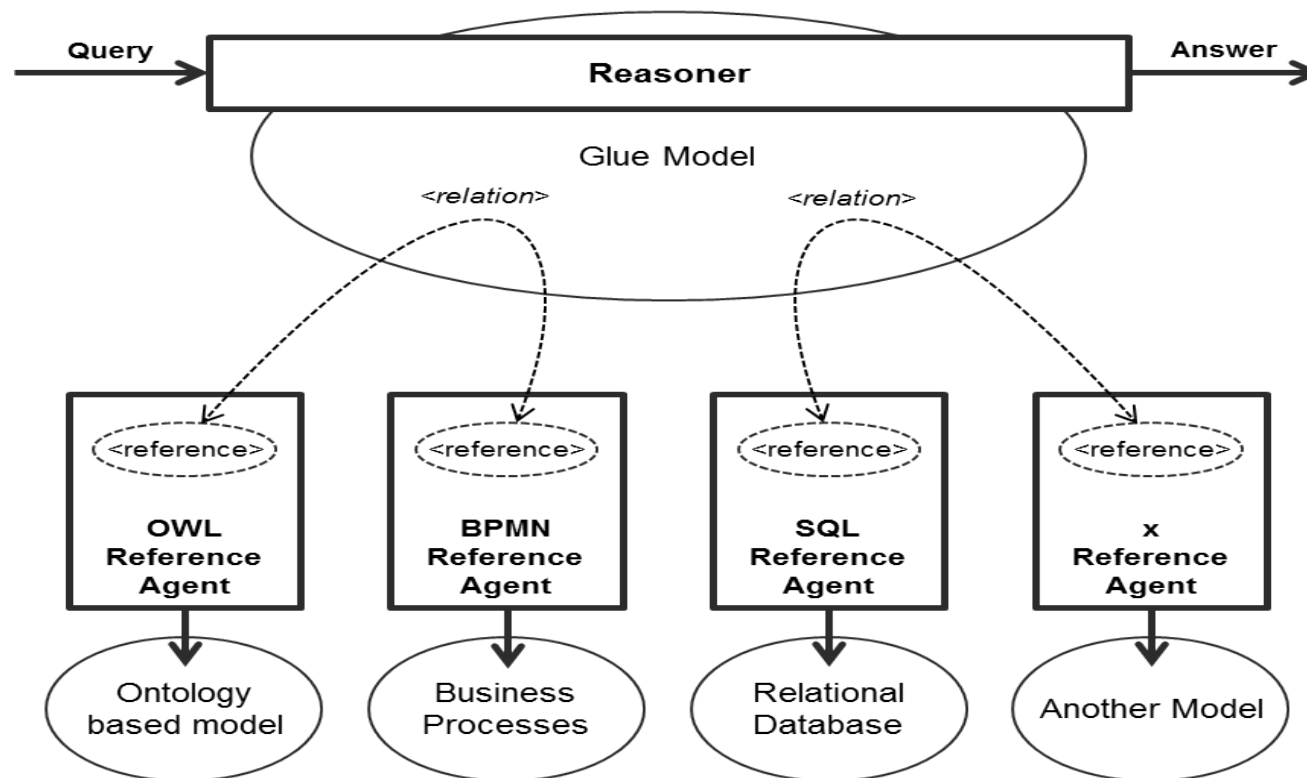 Query
Reasoner
Answer
Glue Model
<relation>
<relation>
<reference>
<reference>
<reference>
<reference>
OWL
Reference
Agent
BPMN
Reference
Agent
SQL
Reference
Agent
x
Reference
Agent
Ontology
based model
Business
Processes
Relational
Database
Another Model